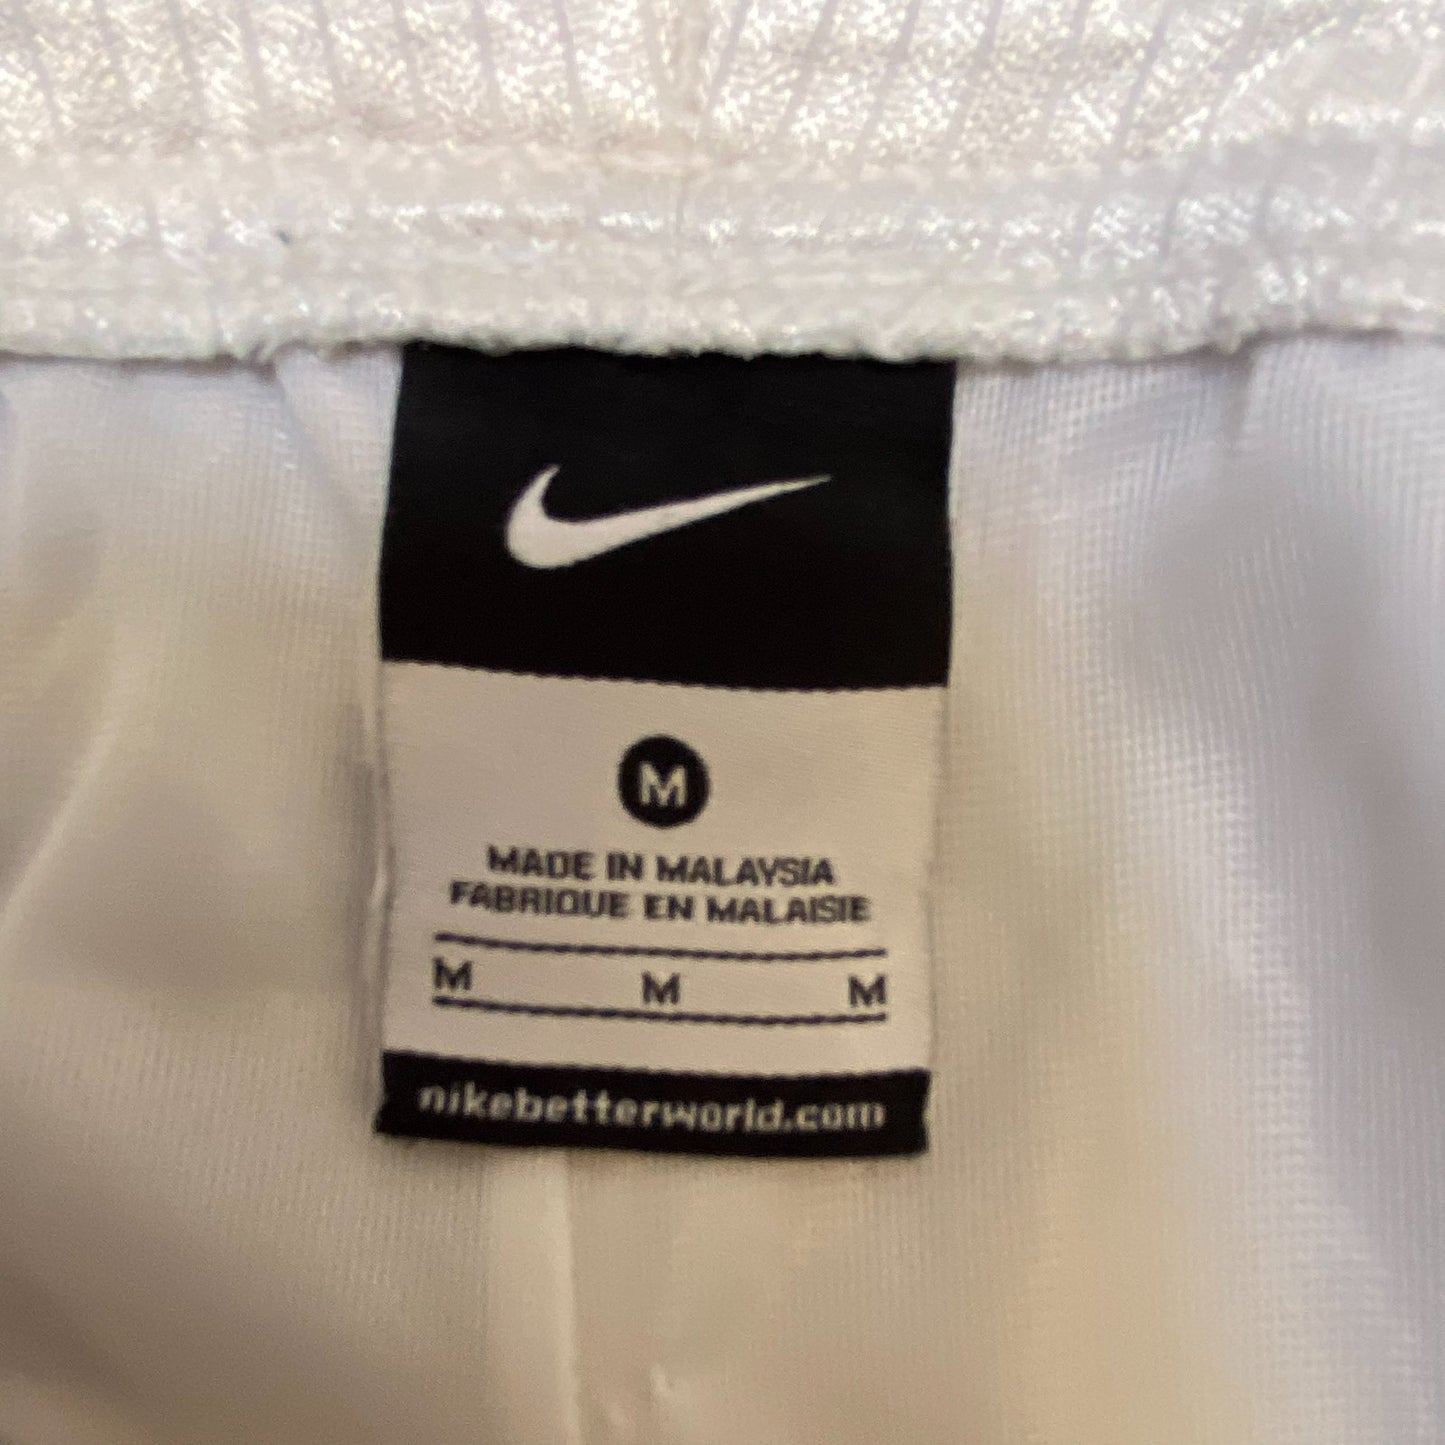 M
MADE IN MALAYSIA
FABRIQUE EN MALAISIE
M M M
nikebetterworld.com